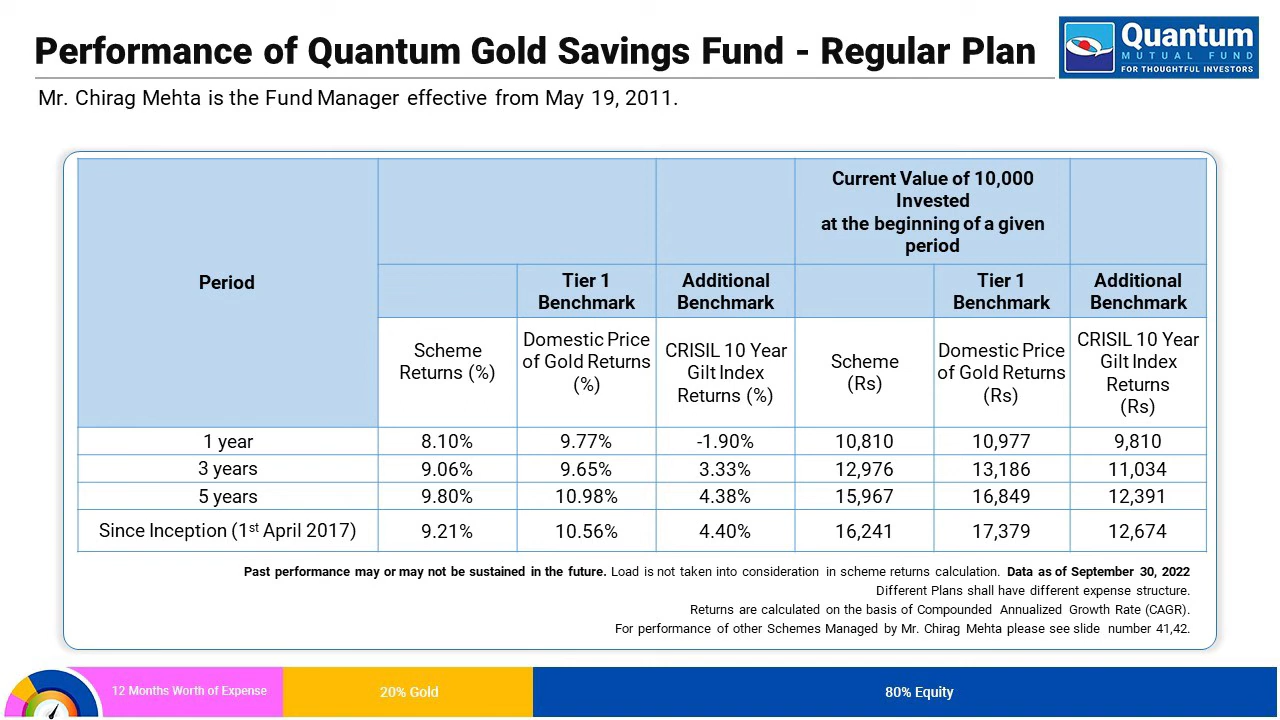 Performance of Quantum Gold Savings Fund - Regular Plan
Quantum
MUTUAL FUND
FOR THOUGHTFUL INVESTORS
Mr. Chirag Mehta is the Fund Manager effective from May 19, 2011.
Period
Current Value of 10,000
Invested
at the beginning of a given
period
Tier 1
Benchmark
Additional
Benchmark
Tier 1
Benchmark
Additional
Benchmark
Scheme
Returns (%)
Domestic Price
of Gold Returns
(%)
CRISIL 10 Year
Gilt Index
Returns (%)
Scheme
(Rs)
Domestic Price
of Gold Returns
(Rs)
CRISIL 10 Year
Gilt Index
Returns
(Rs)
1 year 8.10% 9.77% -1.90% 10,810 10,977 9,810
3 years 9.06% 9.65% 3.33% 12,976 13,186 11,034
5 years 9.80% 10.98% 4.38% 15,967 16,849 12,391
Since Inception (1st April 2017) 9.21% 10.56% 4.40% 16,241 17,379 12,674
Past performance may or may not be sustained in the future. Load is not taken into consideration in scheme returns calculation. Data as of September 30, 2022
Different Plans shall have different expense structure.
Returns are calculated on the basis of Compounded Annualized Growth Rate (CAGR).
For performance of other Schemes Managed by Mr. Chirag Mehta please see slide number 41,42.
12 Months Worth of Expense
20% Gold
80% Equity